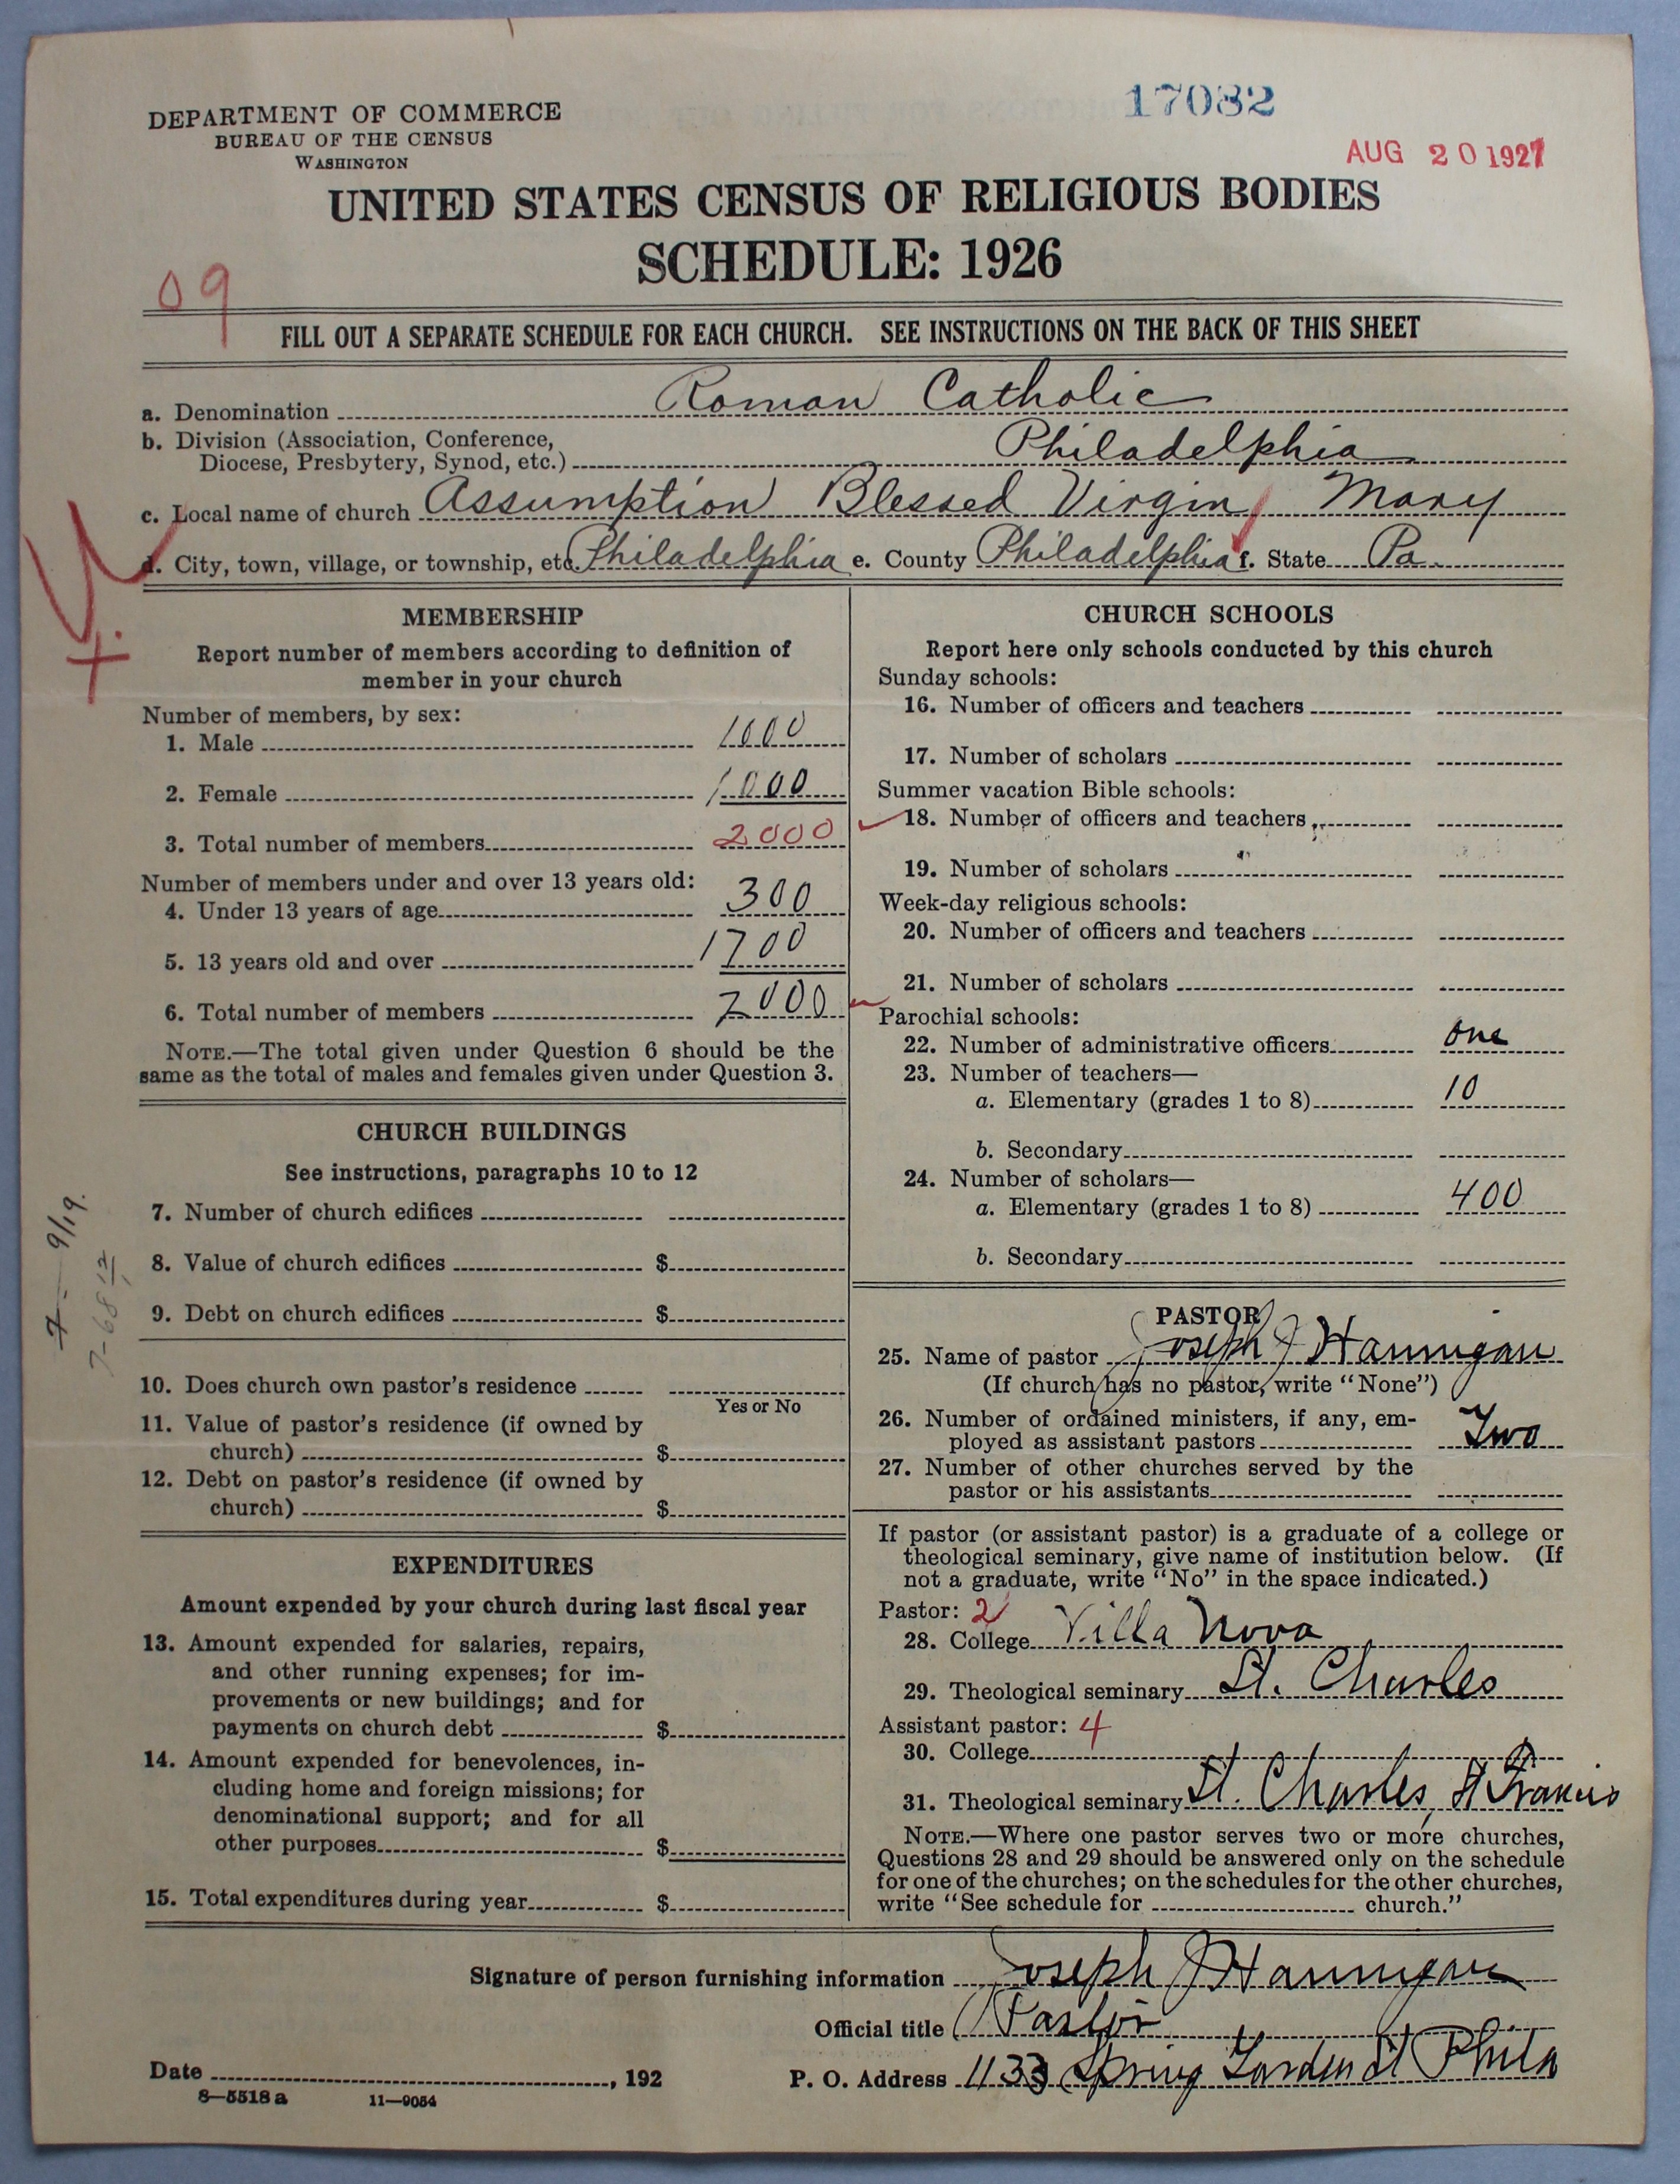 17082
DEPARTMENT OF COMMERCE
BUREAU OF THE CENSUS
WASHINGTON
AUG 20 1927
UNITED STATES CENSUS OF RELIGIOUS BODIES
SCHEDULE: 1926
09
FILL OUT A SEPARATE SCHEDULE FOR EACH CHURCH. SEE INSTRUCTIONS ON THE BACK OF THIS SHEET
a. Denomination Roman Catholic
b. Division (Association, Conference,
Diocese, Presbytery, Synod, etc.) Philadelphia
c. Local name of church Assumption Blessed Virgin Mary
d. City, town, village, or township, etc. Philadelphia e. County Philadelphia f. State Pa.
MEMBERSHIP
Report number of members according to definition of
member in your church
Number of members, by sex:
1. Male 1000
2. Female 1000
3. Total number of members 2000
Number of members under and over 13 years old:
4. Under 13 years of age 300
5. 13 years old and over 1700
6. Total number of members 2000
NOTE.—The total given under Question 6 should be the
same as the total of males and females given under Question 3.
CHURCH BUILDINGS
See instructions, paragraphs 10 to 12
7. Number of church edifices
8. Value of church edifices $
9. Debt on church edifices $
10. Does church own pastor's residence
Yes or No
11. Value of pastor's residence (if owned by
church) $
12. Debt on pastor's residence (if owned by
church) $
EXPENDITURES
Amount expended by your church during last fiscal year
13. Amount expended for salaries, repairs,
and other running expenses; for im-
provements or new buildings; and for
payments on church debt $
14. Amount expended for benevolences, in-
cluding home and foreign missions; for
denominational support; and for all
other purposes $
15. Total expenditures during year $
CHURCH SCHOOLS
Report here only schools conducted by this church
Sunday schools:
16. Number of officers and teachers
17. Number of scholars
Summer vacation Bible schools:
18. Number of officers and teachers
19. Number of scholars
Week-day religious schools:
20. Number of officers and teachers
21. Number of scholars
Parochial schools:
22. Number of administrative officers one
23. Number of teachers—
a. Elementary (grades 1 to 8) 10
b. Secondary
24. Number of scholars—
a. Elementary (grades 1 to 8) 400
b. Secondary
PASTOR
25. Name of pastor Joseph J Hannigan
(If church has no pastor, write "None")
26. Number of ordained ministers, if any, em-
ployed as assistant pastors Two
27. Number of other churches served by the
pastor or his assistants
If pastor (or assistant pastor) is a graduate of a college or
theological seminary, give name of institution below. (If
not a graduate, write "No" in the space indicated.)
Pastor: 2
28. College Villa Nova
29. Theological seminary St. Charles
Assistant pastor: 4
30. College
31. Theological seminary St. Charles, St Francis
NOTE.—Where one pastor serves two or more churches,
Questions 28 and 29 should be answered only on the schedule
for one of the churches; on the schedules for the other churches,
write "See schedule for church."
Signature of person furnishing information Joseph J Hannigan
Official title Pastor
Date , 192
P. O. Address 1133 Spring Garden St Phila
8—5518 a 11—9054
7- 9/19.